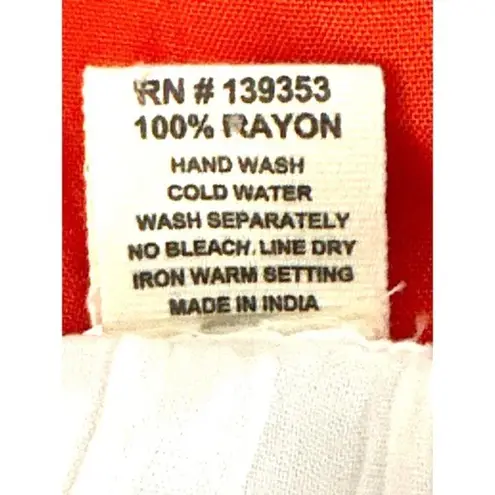 RN # 139353
100% RAYON
HAND WASH
COLD WATER
WASH SEPARATELY
NO BLEACH. LINE DRY
IRON WARM SETTING
MADE IN INDIA